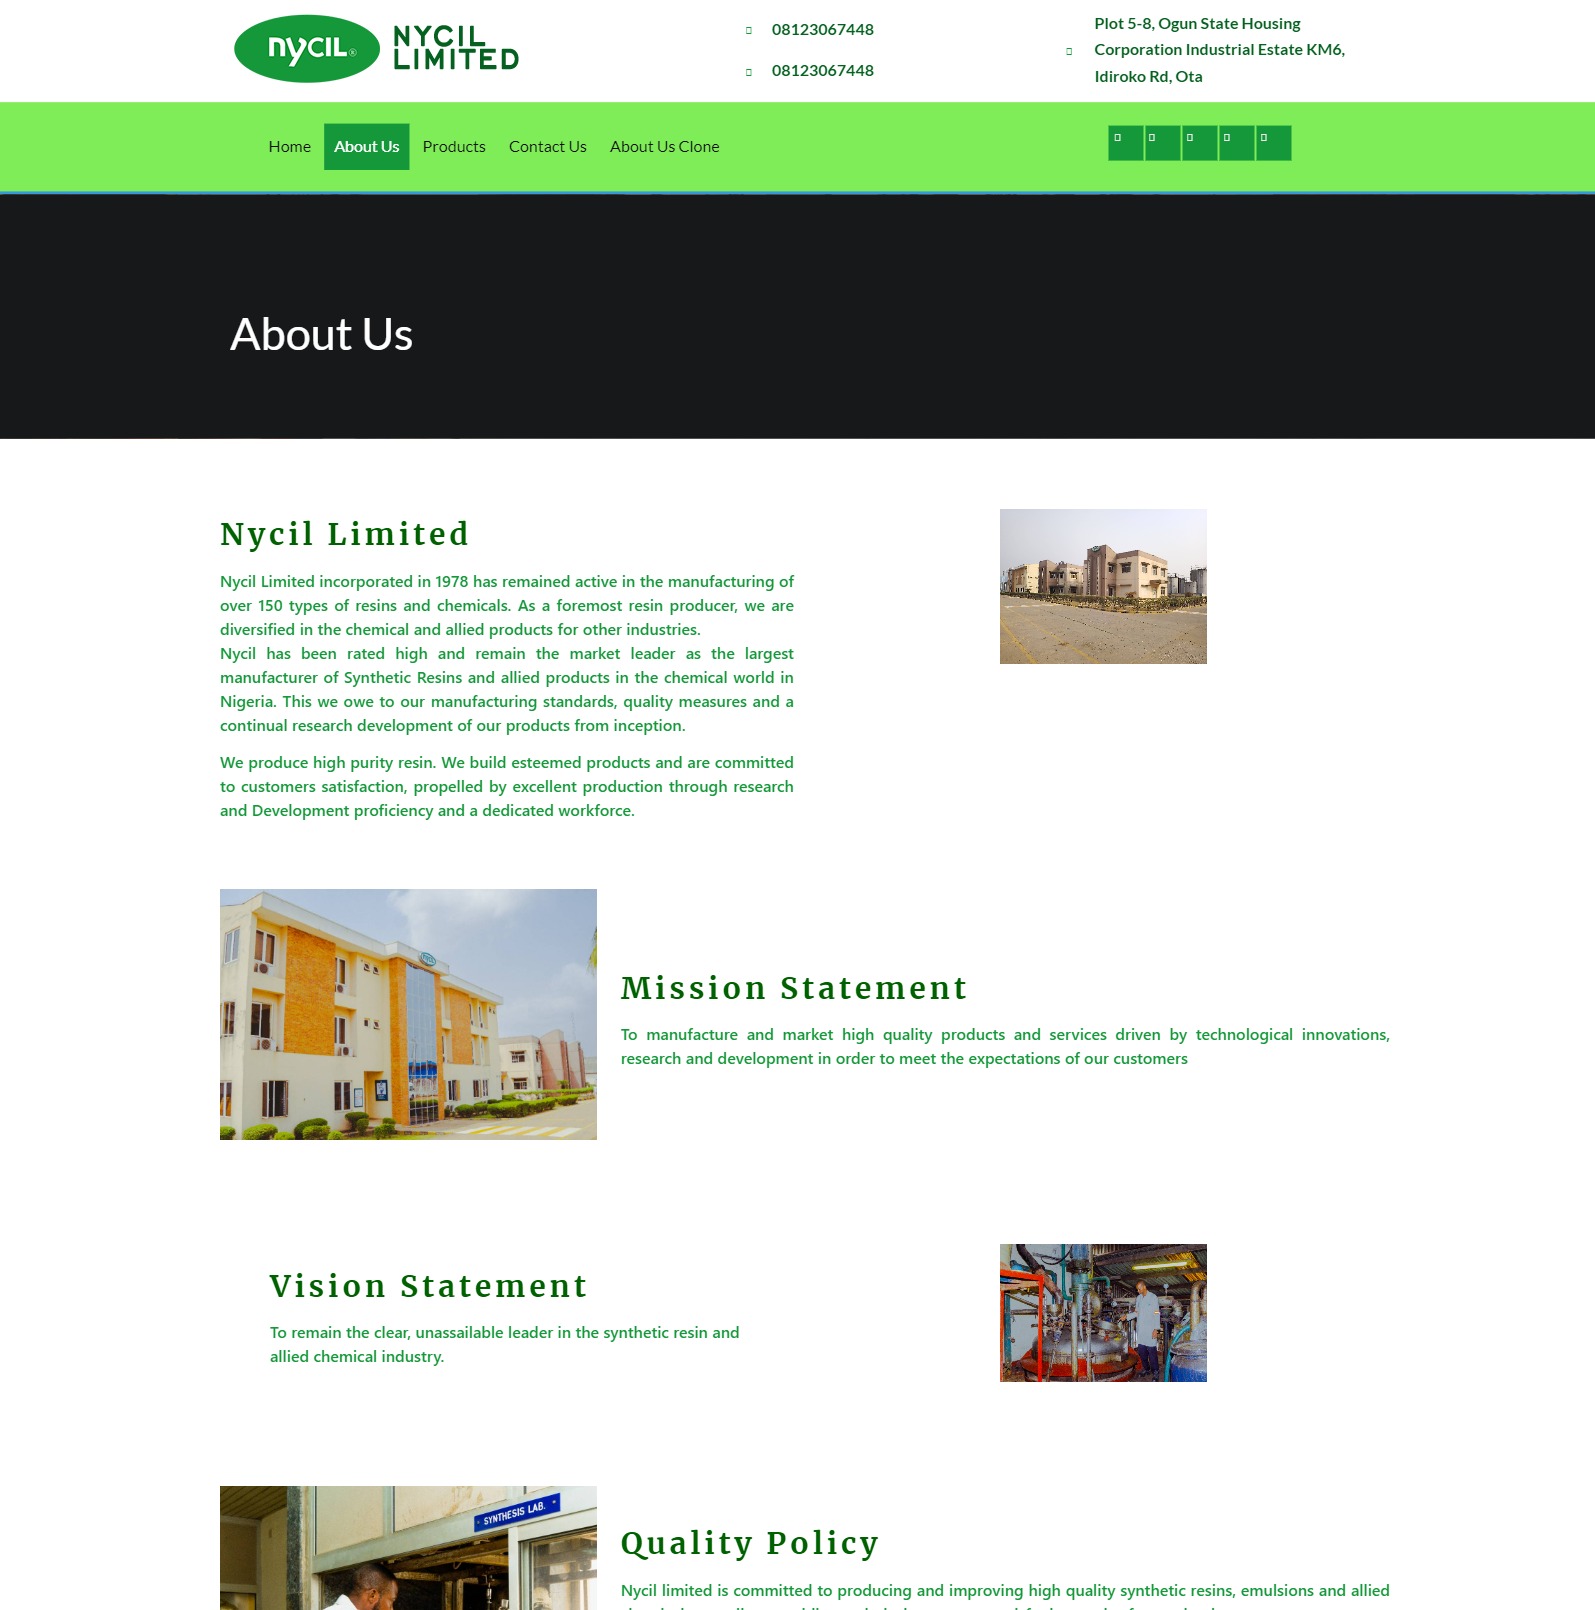 nycil®
NYCIL
LIMITED
08123067448
08123067448
Plot 5-8, Ogun State Housing
Corporation Industrial Estate KM6,
Idiroko Rd, Ota
Home About Us Products Contact Us About Us Clone
About Us
Nycil Limited
Nycil Limited incorporated in 1978 has remained active in the manufacturing of
over 150 types of resins and chemicals. As a foremost resin producer, we are
diversified in the chemical and allied products for other industries.
Nycil has been rated high and remain the market leader as the largest
manufacturer of Synthetic Resins and allied products in the chemical world in
Nigeria. This we owe to our manufacturing standards, quality measures and a
continual research development of our products from inception.
We produce high purity resin. We build esteemed products and are committed
to customers satisfaction, propelled by excellent production through research
and Development proficiency and a dedicated workforce.
Mission Statement
To manufacture and market high quality products and services driven by technological innovations,
research and development in order to meet the expectations of our customers
Vision Statement
To remain the clear, unassailable leader in the synthetic resin and
allied chemical industry.
SYNTHESIS LAB.
Quality Policy
Nycil limited is committed to producing and improving high quality synthetic resins, emulsions and allied